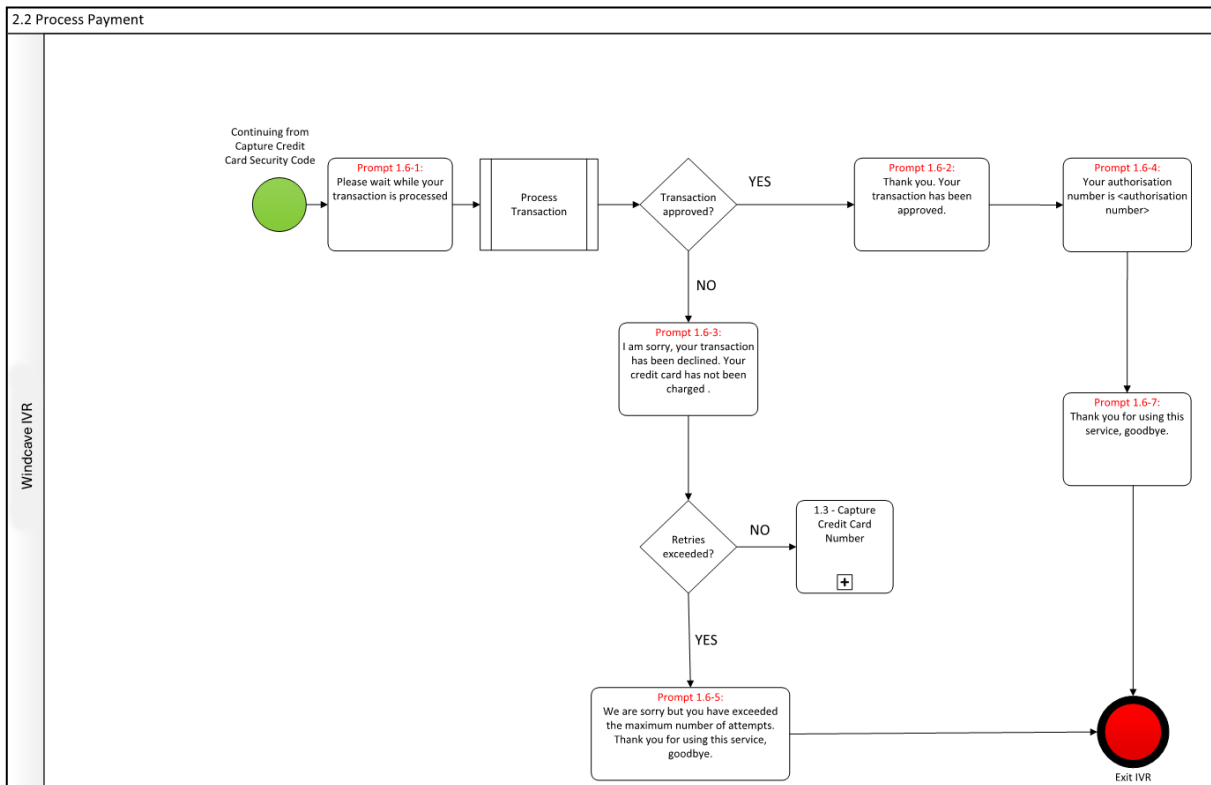 2.2 Process Payment
Windcave IVR
Continuing from
Capture Credit
Card Security Code
Prompt 1.6-1:
Please wait while your
transaction is processed
Process
Transaction
Transaction
approved?
YES
Prompt 1.6-2:
Thank you. Your
transaction has been
approved.
Prompt 1.6-4:
Your authorisation
number is <authorisation
number>
NO
Prompt 1.6-3:
I am sorry, your transaction
has been declined. Your
credit card has not been
charged .
Prompt 1.6-7:
Thank you for using this
service, goodbye.
Retries
exceeded?
NO
1.3 - Capture
Credit Card
Number
YES
Prompt 1.6-5:
We are sorry but you have exceeded
the maximum number of attempts.
Thank you for using this service,
goodbye.
Exit IVR